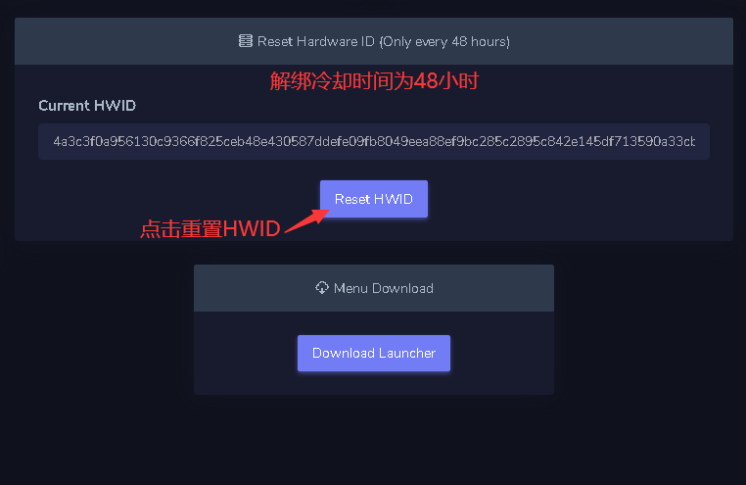 Reset Hardware ID (Only every 48 hours)
解绑冷却时间为48小时
Current HWID
4a3c3f0a956130c9366f825ceb48e430587ddefe09fb8049eea88ef9bc285c2895c842e145df713590a33cb
Reset HWID
点击重置HWID
Menu Download
Download Launcher